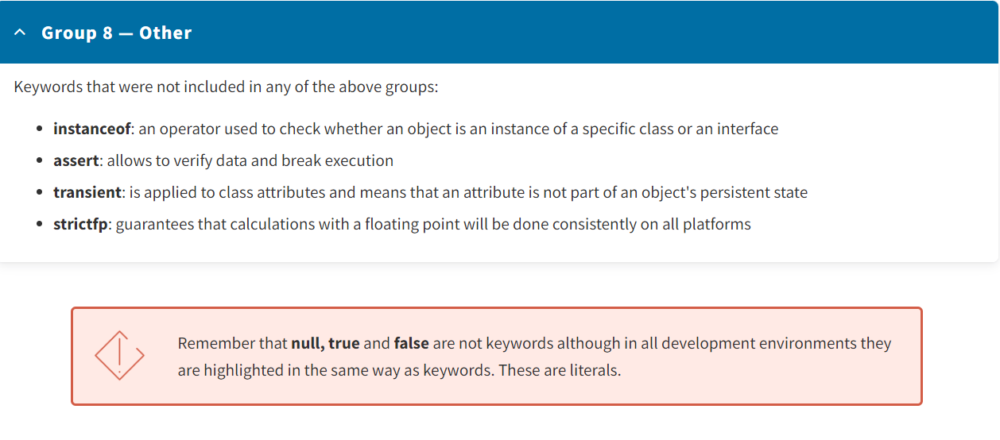 Group 8 — Other
Keywords that were not included in any of the above groups:
• instanceof: an operator used to check whether an object is an instance of a specific class or an interface
• assert: allows to verify data and break execution
• transient: is applied to class attributes and means that an attribute is not part of an object's persistent state
• strictfp: guarantees that calculations with a floating point will be done consistently on all platforms
Remember that null, true and false are not keywords although in all development environments they
are highlighted in the same way as keywords. These are literals.